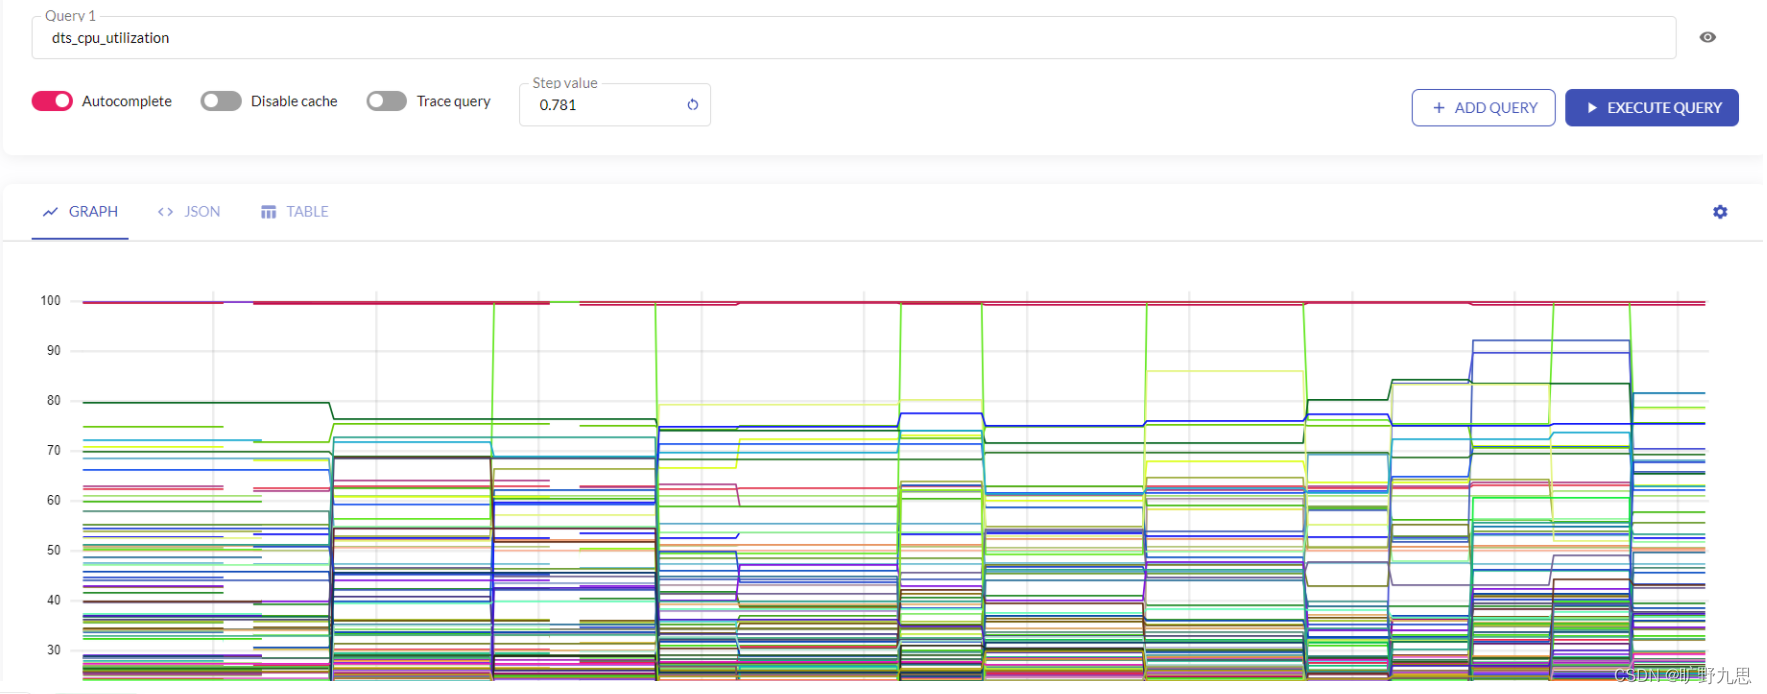 Query 1
dts_cpu_utilization
Autocomplete
Disable cache
Trace query
Step value
0.781
ADD QUERY
EXECUTE QUERY
GRAPH
JSON
TABLE
100
90
80
70
60
50
40
30
CSDN @旷野九思